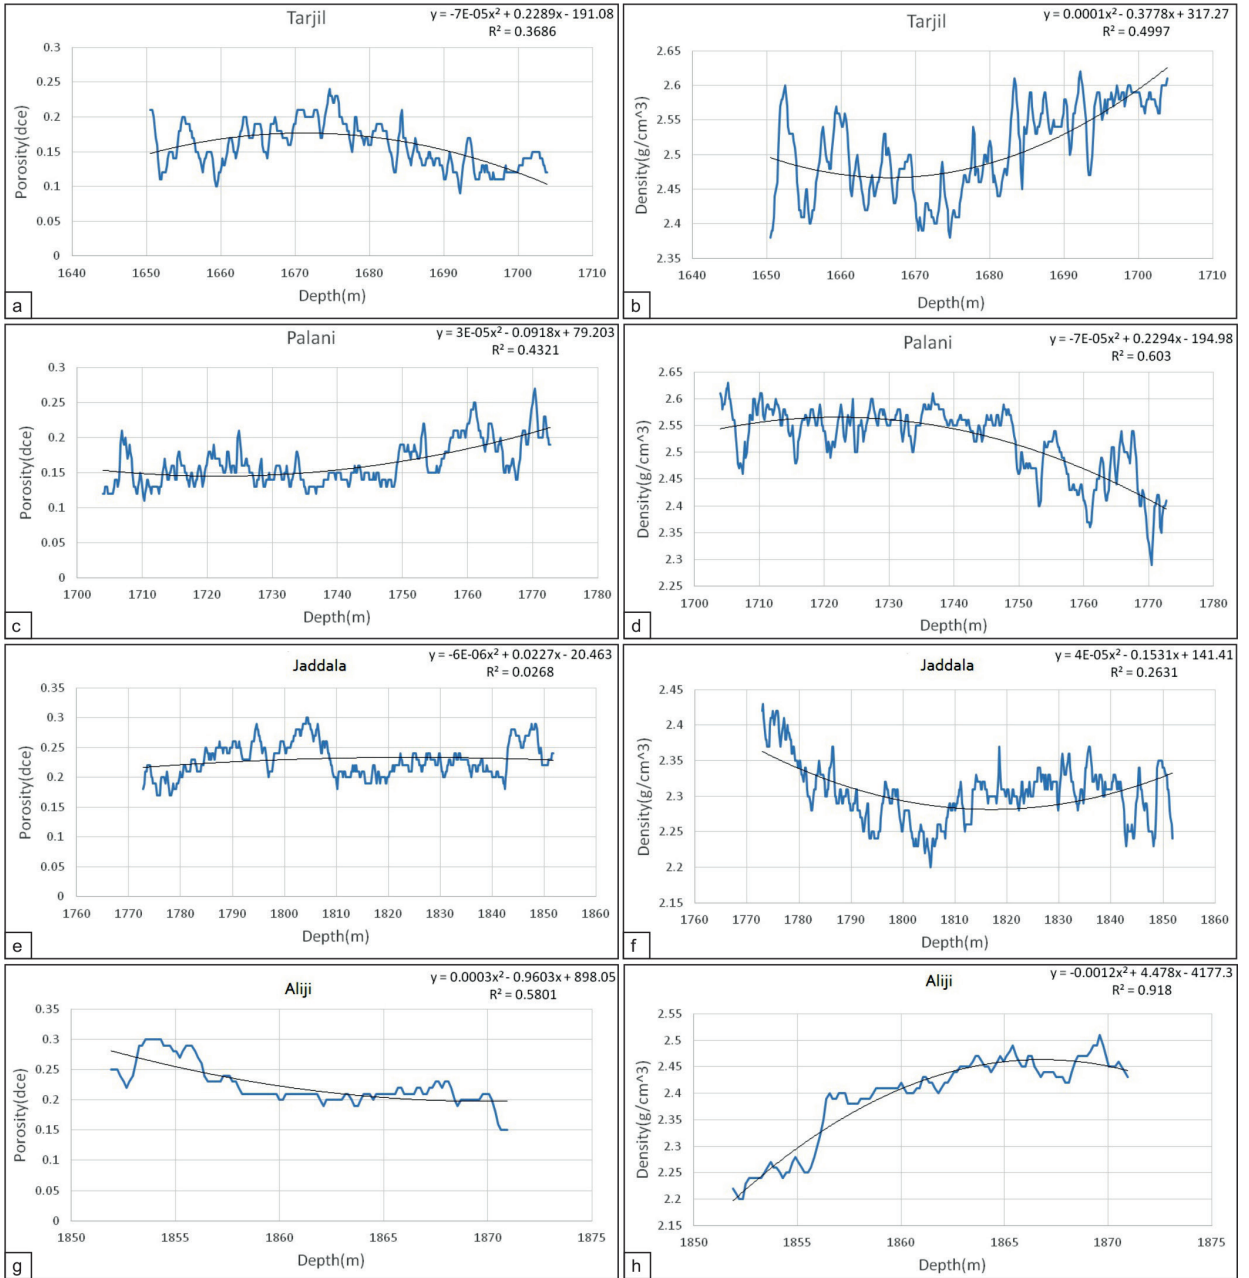 Tarjil
y = -7E-05x² + 0.2289x - 191.08
R² = 0.3686
Porosity(dce)
0.3
0.25
0.2
0.15
0.1
0.05
0
1640 1650 1660 1670 1680 1690 1700 1710
Depth(m)
a
Tarjil
y = 0.0001x² - 0.3778x + 317.27
R² = 0.4997
Density(g/cm^3)
2.65
2.6
2.55
2.5
2.45
2.4
2.35
1640 1650 1660 1670 1680 1690 1700 1710
Depth(m)
b
Palani
y = 3E-05x² - 0.0918x + 79.203
R² = 0.4321
Porosity(dce)
0.3
0.25
0.2
0.15
0.1
0.05
0
1700 1710 1720 1730 1740 1750 1760 1770 1780
Depth(m)
c
Palani
y = -7E-05x² + 0.2294x - 194.98
R² = 0.603
Density(g/cm^3)
2.65
2.6
2.55
2.5
2.45
2.4
2.35
2.3
2.25
1700 1710 1720 1730 1740 1750 1760 1770 1780
Depth(m)
d
Jaddala
y = -6E-06x² + 0.0227x - 20.463
R² = 0.0268
Porosity(dce)
0.35
0.3
0.25
0.2
0.15
0.1
0.05
0
1760 1770 1780 1790 1800 1810 1820 1830 1840 1850 1860
Depth(m)
e
Jaddala
y = 4E-05x² - 0.1531x + 141.41
R² = 0.2631
Density(g/cm^3)
2.45
2.4
2.35
2.3
2.25
2.2
2.15
1760 1770 1780 1790 1800 1810 1820 1830 1840 1850 1860
Depth(m)
f
Aliji
y = 0.0003x² - 0.9603x + 898.05
R² = 0.5801
Porosity(dce)
0.35
0.3
0.25
0.2
0.15
0.1
0.05
0
1850 1855 1860 1865 1870 1875
Depth(m)
g
Aliji
y = -0.0012x² + 4.478x - 4177.3
R² = 0.918
Density(g/cm^3)
2.55
2.5
2.45
2.4
2.35
2.3
2.25
2.2
2.15
1850 1855 1860 1865 1870 1875
Depth(m)
h